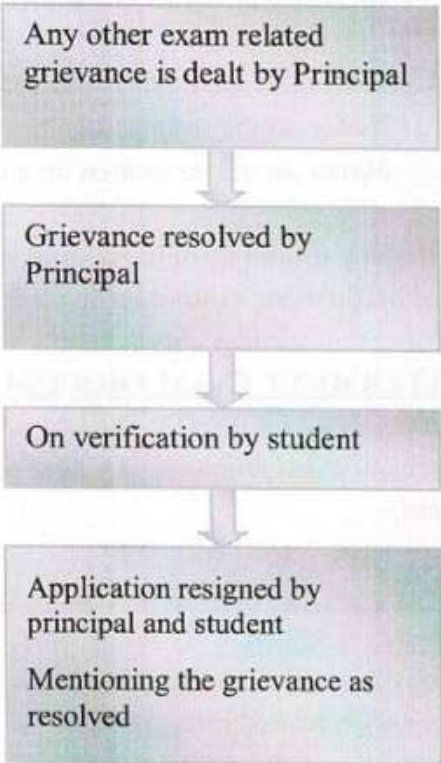 Any other exam related
grievance is dealt by Principal
Grievance resolved by
Principal
On verification by student
Application resigned by
principal and student
Mentioning the grievance as
resolved